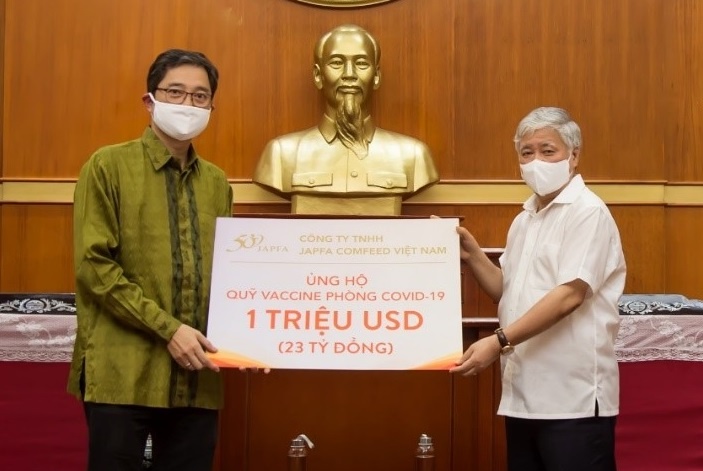 50 JAPFA
CÔNG TY TNHH
JAPFA COMFEED VIỆT NAM
ỦNG HỘ
QUỸ VACCINE PHÒNG COVID-19
1 TRIỆU USD
(23 TỶ ĐỒNG)